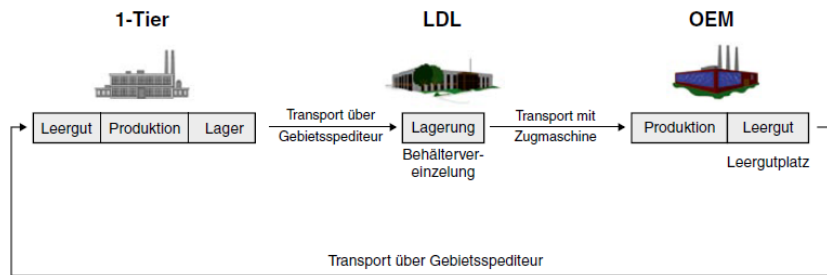 1-Tier
LDL
OEM
Leergut
Produktion
Lager
Transport über
Gebietsspediteur
Lagerung
Behälterver-
einzelung
Transport mit
Zugmaschine
Produktion
Leergut
Leergutplatz
Transport über Gebietsspediteur